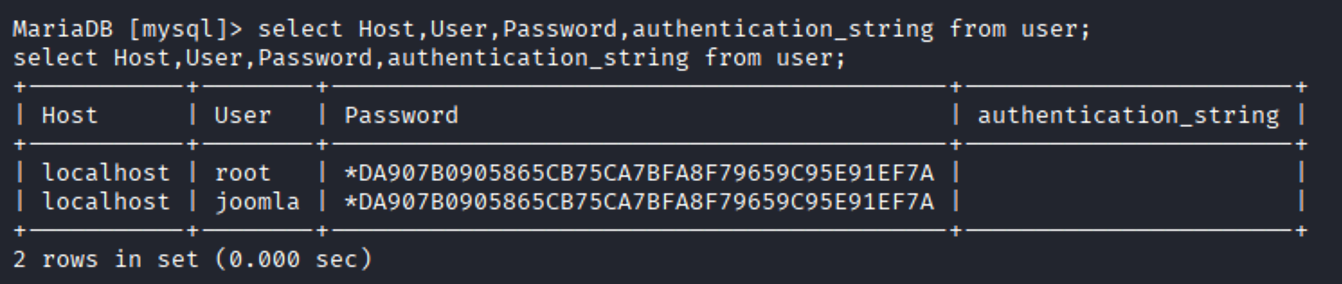 MariaDB [mysql]> select Host,User,Password,authentication_string from user;
select Host,User,Password,authentication_string from user;
+-----------+--------+-------------------------------------------+-----------------------+
| Host | User | Password | authentication_string |
+-----------+--------+-------------------------------------------+-----------------------+
| localhost | root | *DA907B0905865CB75CA7BFA8F79659C95E91EF7A | |
| localhost | joomla | *DA907B0905865CB75CA7BFA8F79659C95E91EF7A | |
+-----------+--------+-------------------------------------------+-----------------------+
2 rows in set (0.000 sec)